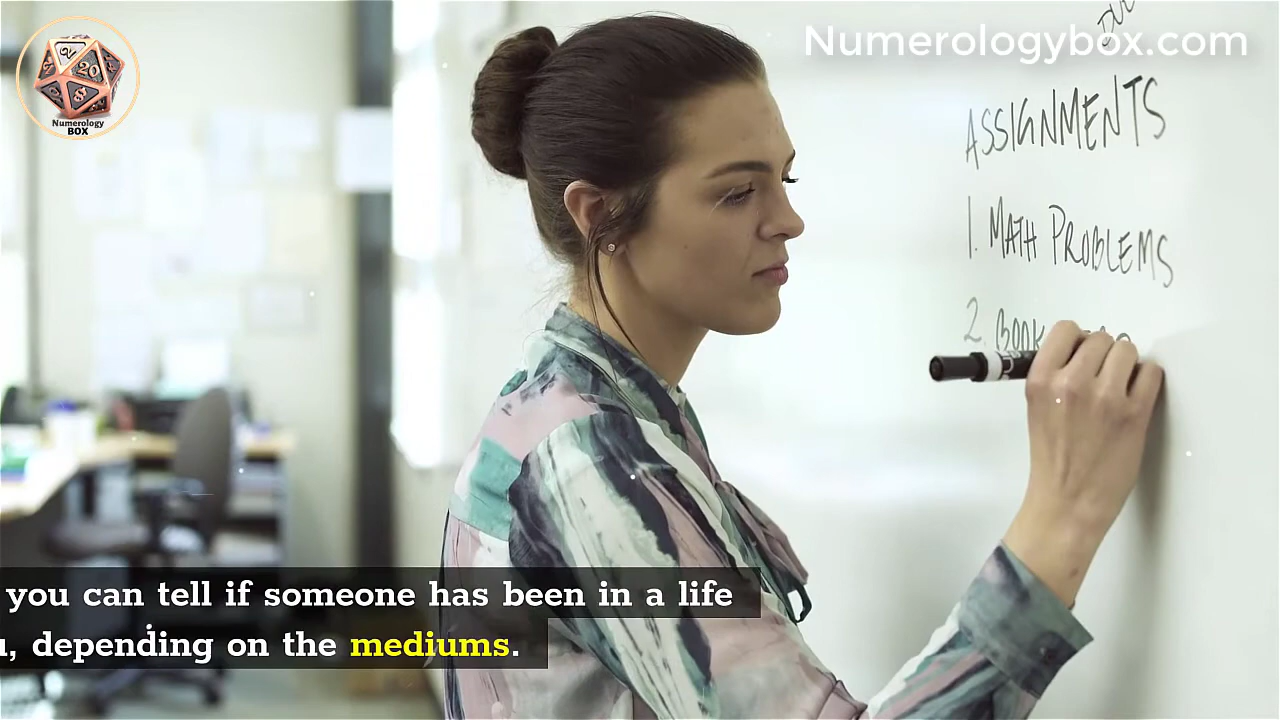 Numerologybox.com
Numerology
BOX
20
ASSIGNMENTS
1. MATH PROBLEMS
2. BOOK
you can tell if someone has been in a life
, depending on the mediums.